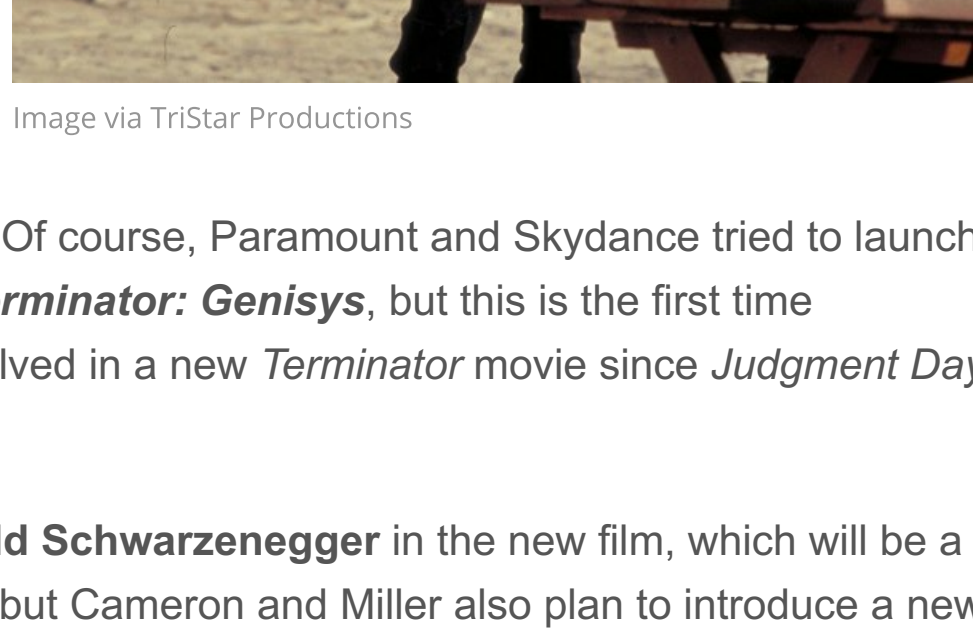 Image via TriStar Productions
Of course, Paramount and Skydance tried to launch
rminator: Genisys, but this is the first time
lved in a new Terminator movie since Judgment Day
ld Schwarzenegger in the new film, which will be a
but Cameron and Miller also plan to introduce a new